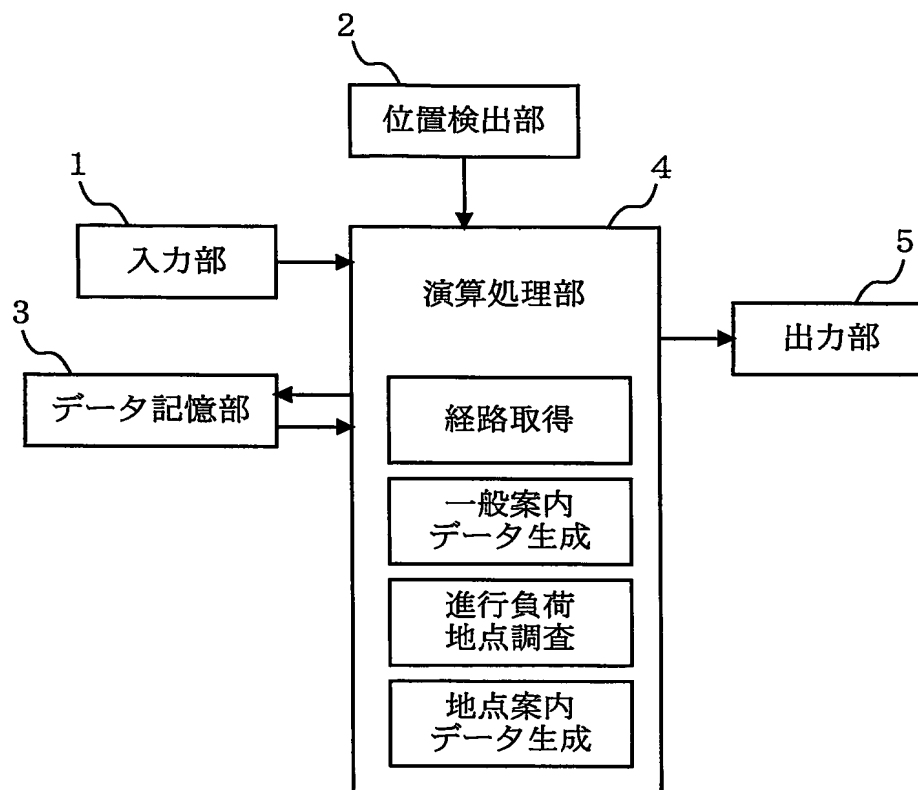 2
位置検出部
1
入力部
4
演算処理部
5
出力部
3
データ記憶部
経路取得
一般案内
データ生成
進行負荷
地点調査
地点案内
データ生成